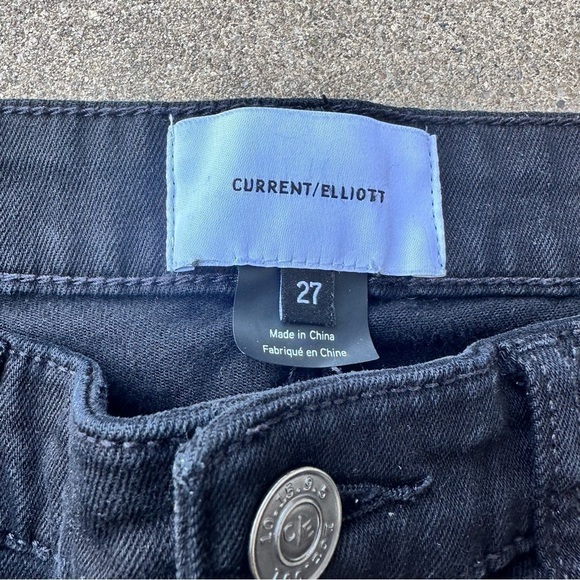 CURRENT/ELLIOTT
27
Made in China
Fabriqué en Chine